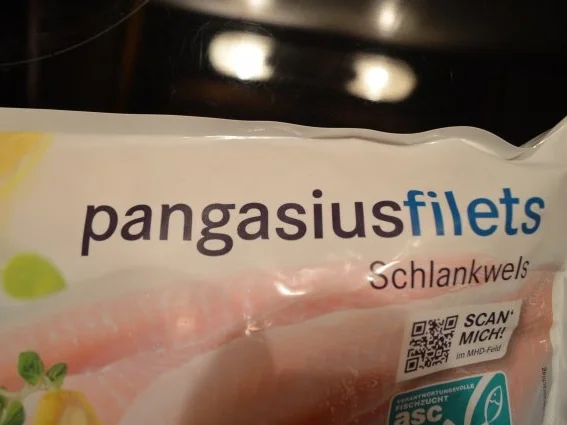 pangasiusfilets
Schlankwels
SCAN'
MICH!
im MHD-Feld
VERANTWORTUNGSVOLLE
FISCHZUCHT
asc